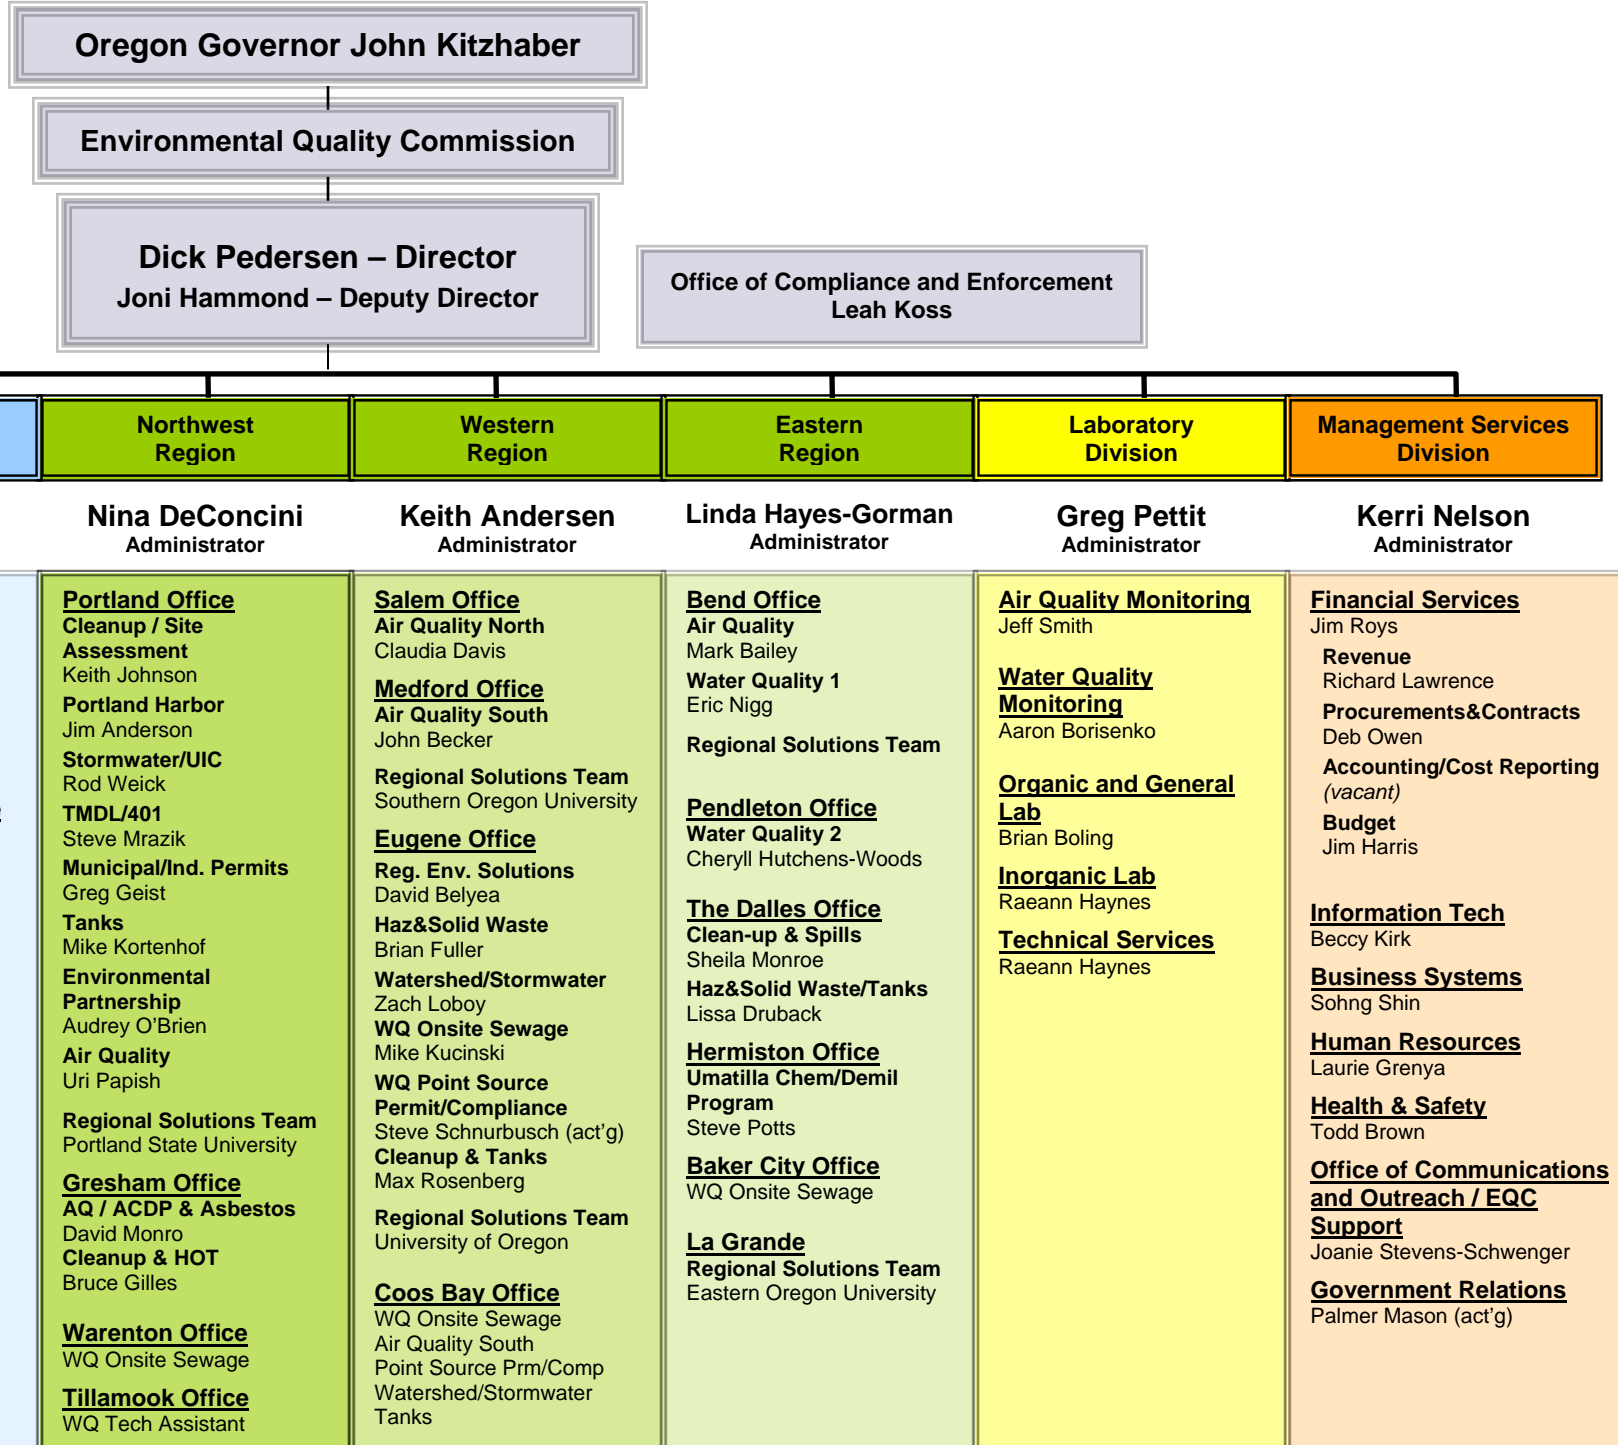 Oregon Governor John Kitzhaber
Environmental Quality Commission
Dick Pedersen – Director
Joni Hammond – Deputy Director
Office of Compliance and Enforcement
Leah Koss
Northwest
Region
Nina DeConcini
Administrator
Portland Office
Cleanup / Site
Assessment
Keith Johnson
Portland Harbor
Jim Anderson
Stormwater/UIC
Rod Weick
TMDL/401
Steve Mrazik
Municipal/Ind. Permits
Greg Geist
Tanks
Mike Kortenhof
Environmental
Partnership
Audrey O’Brien
Air Quality
Uri Papish
Regional Solutions Team
Portland State University
Gresham Office
AQ / ACDP & Asbestos
David Monro
Cleanup & HOT
Bruce Gilles
Warenton Office
WQ Onsite Sewage
Tillamook Office
WQ Tech Assistant
Western
Region
Keith Andersen
Administrator
Salem Office
Air Quality North
Claudia Davis
Medford Office
Air Quality South
John Becker
Regional Solutions Team
Southern Oregon University
Eugene Office
Reg. Env. Solutions
David Belyea
Haz&Solid Waste
Brian Fuller
Watershed/Stormwater
Zach Loboy
WQ Onsite Sewage
Mike Kucinski
WQ Point Source
Permit/Compliance
Steve Schnurbusch (act’g)
Cleanup & Tanks
Max Rosenberg
Regional Solutions Team
University of Oregon
Coos Bay Office
WQ Onsite Sewage
Air Quality South
Point Source Prm/Comp
Watershed/Stormwater
Tanks
Eastern
Region
Linda Hayes-Gorman
Administrator
Bend Office
Air Quality
Mark Bailey
Water Quality 1
Eric Nigg
Regional Solutions Team
Pendleton Office
Water Quality 2
Cheryll Hutchens-Woods
The Dalles Office
Clean-up & Spills
Sheila Monroe
Haz&Solid Waste/Tanks
Lissa Druback
Hermiston Office
Umatilla Chem/Demil
Program
Steve Potts
Baker City Office
WQ Onsite Sewage
La Grande
Regional Solutions Team
Eastern Oregon University
Laboratory
Division
Greg Pettit
Administrator
Air Quality Monitoring
Jeff Smith
Water Quality
Monitoring
Aaron Borisenko
Organic and General
Lab
Brian Boling
Inorganic Lab
Raeann Haynes
Technical Services
Raeann Haynes
Management Services
Division
Kerri Nelson
Administrator
Financial Services
Jim Roys
Revenue
Richard Lawrence
Procurements&Contracts
Deb Owen
Accounting/Cost Reporting
(vacant)
Budget
Jim Harris
Information Tech
Beccy Kirk
Business Systems
Sohng Shin
Human Resources
Laurie Grenya
Health & Safety
Todd Brown
Office of Communications
and Outreach / EQC
Support
Joanie Stevens-Schwenger
Government Relations
Palmer Mason (act’g)